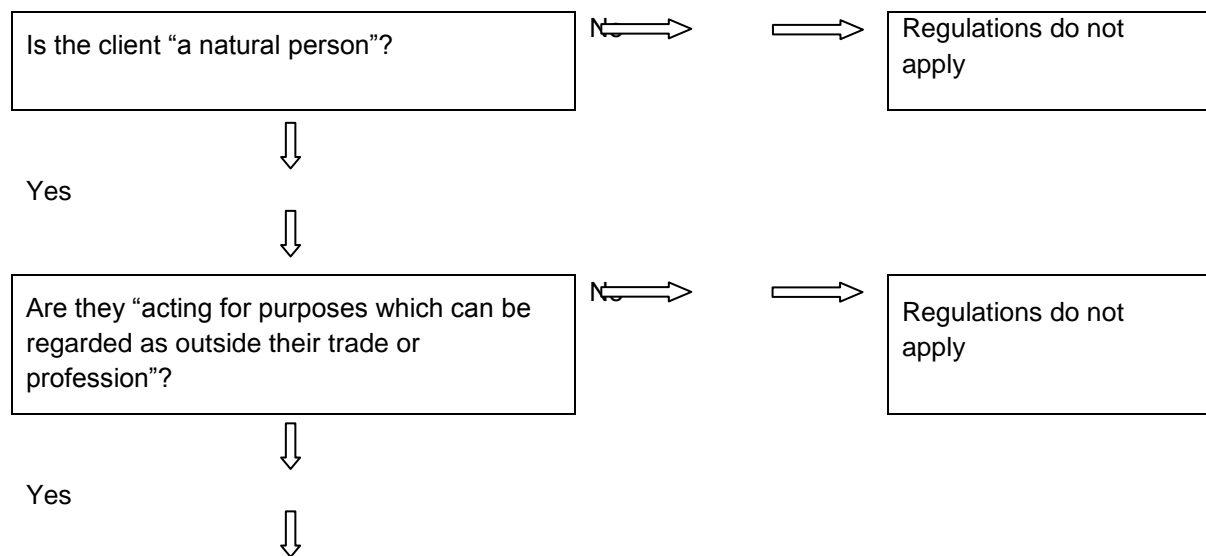 Is the client “a natural person”?
No
Regulations do not
apply
Yes
Are they “acting for purposes which can be
regarded as outside their trade or
profession”?
No
Regulations do not
apply
Yes